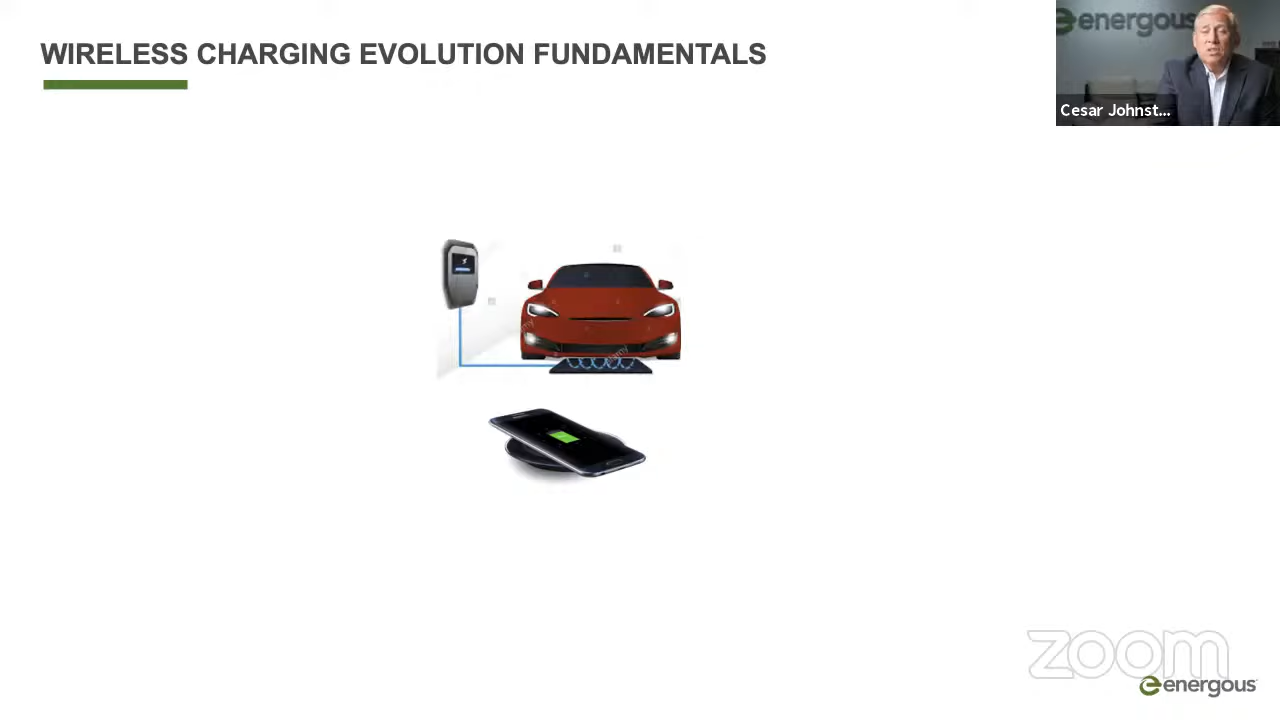 WIRELESS CHARGING EVOLUTION FUNDAMENTALS
energous
Cesar Johnst...
zoom
energous